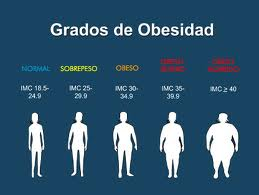 Grados de Obesidad
NORMAL
SOBREPESO
OBESO
IMC 18.5-
24.9
IMC 25-
29.9
IMC 30-
34.9
IMC 35-
39.9
IMC ≥ 40